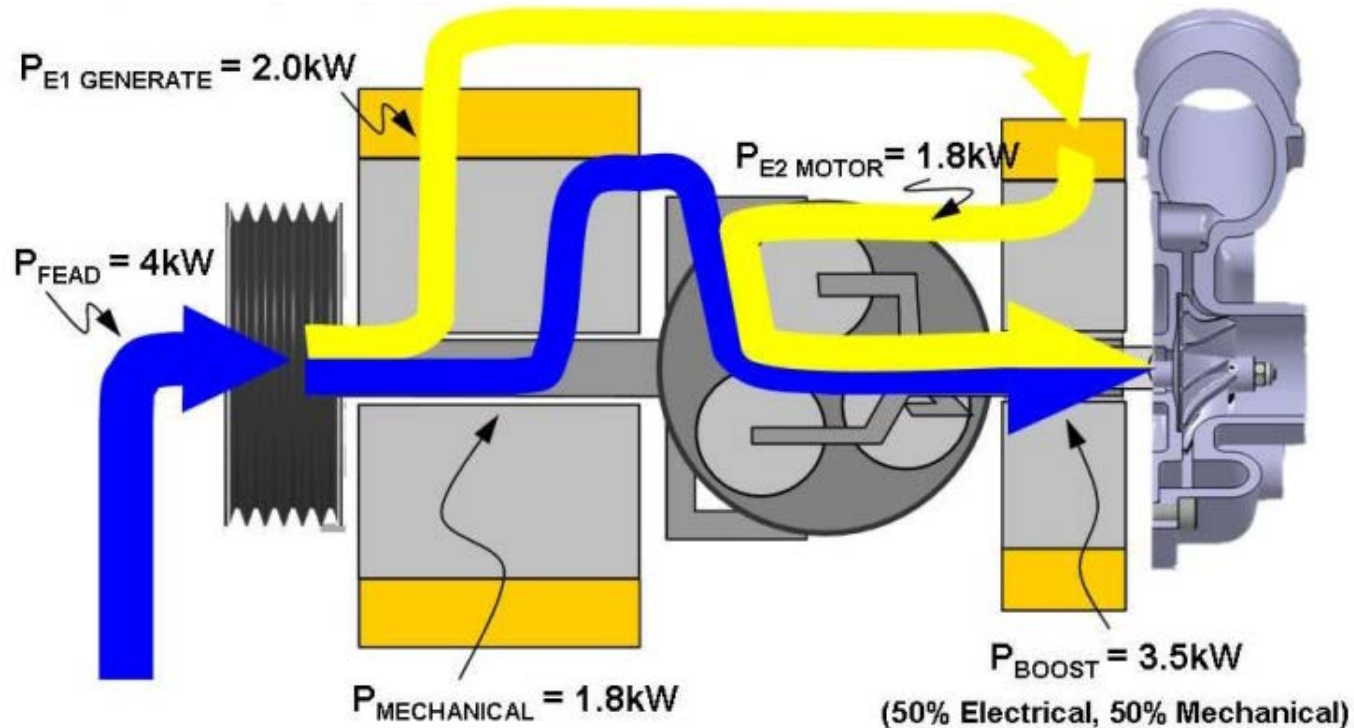 P_E1 GENERATE = 2.0kW
P_E2 MOTOR = 1.8kW
P_FEAD = 4kW
P_BOOST = 3.5kW
P_MECHANICAL = 1.8kW
(50% Electrical, 50% Mechanical)